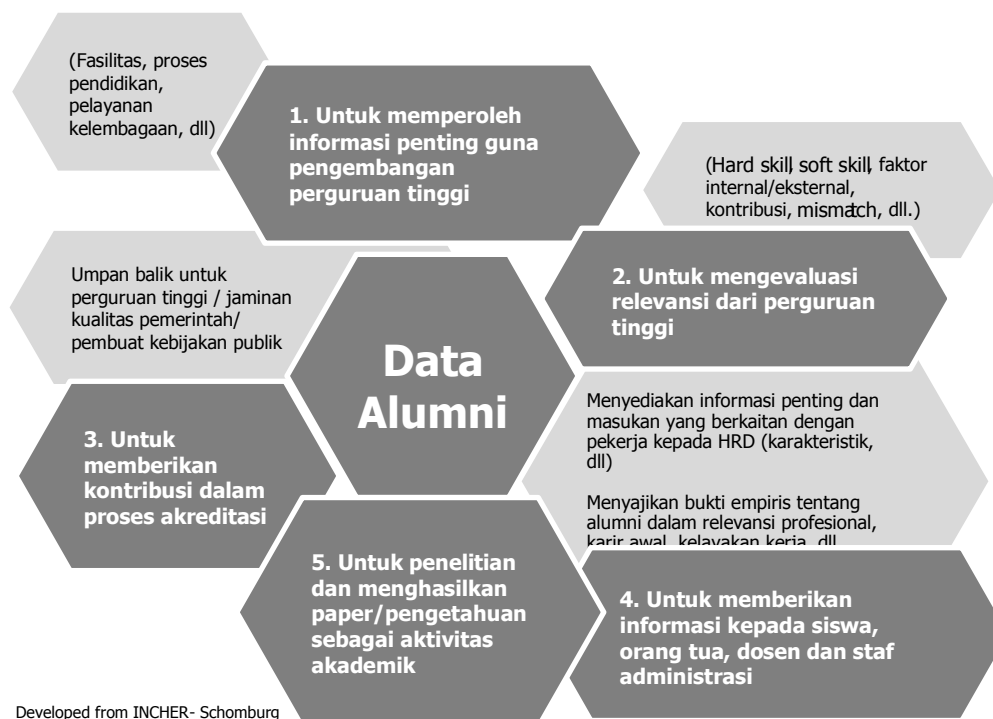 (Fasilitas, proses
pendidikan,
pelayanan
kelembagaan, dll)
1. Untuk memperoleh
informasi penting guna
pengembangan
perguruan tinggi
(Hard skill, soft skill, faktor
internal/eksternal,
kontribusi, mismatch, dll.)
2. Untuk mengevaluasi
relevansi dari perguruan
tinggi
Umpan balik untuk
perguruan tinggi / jaminan
kualitas pemerintah/
pembuat kebijakan publik
Data
Alumni
3. Untuk
memberikan
kontribusi dalam
proses akreditasi
Menyediakan informasi penting dan
masukan yang berkaitan dengan
pekerja kepada HRD (karakteristik,
dll)
Menyajikan bukti empiris tentang
alumni dalam relevansi profesional,
karir awal, kelayakan kerja, dll
5. Untuk penelitian
dan menghasilkan
paper/pengetahuan
sebagai aktivitas
akademik
4. Untuk memberikan
informasi kepada siswa,
orang tua, dosen dan staf
administrasi
Developed from INCHER- Schomburg